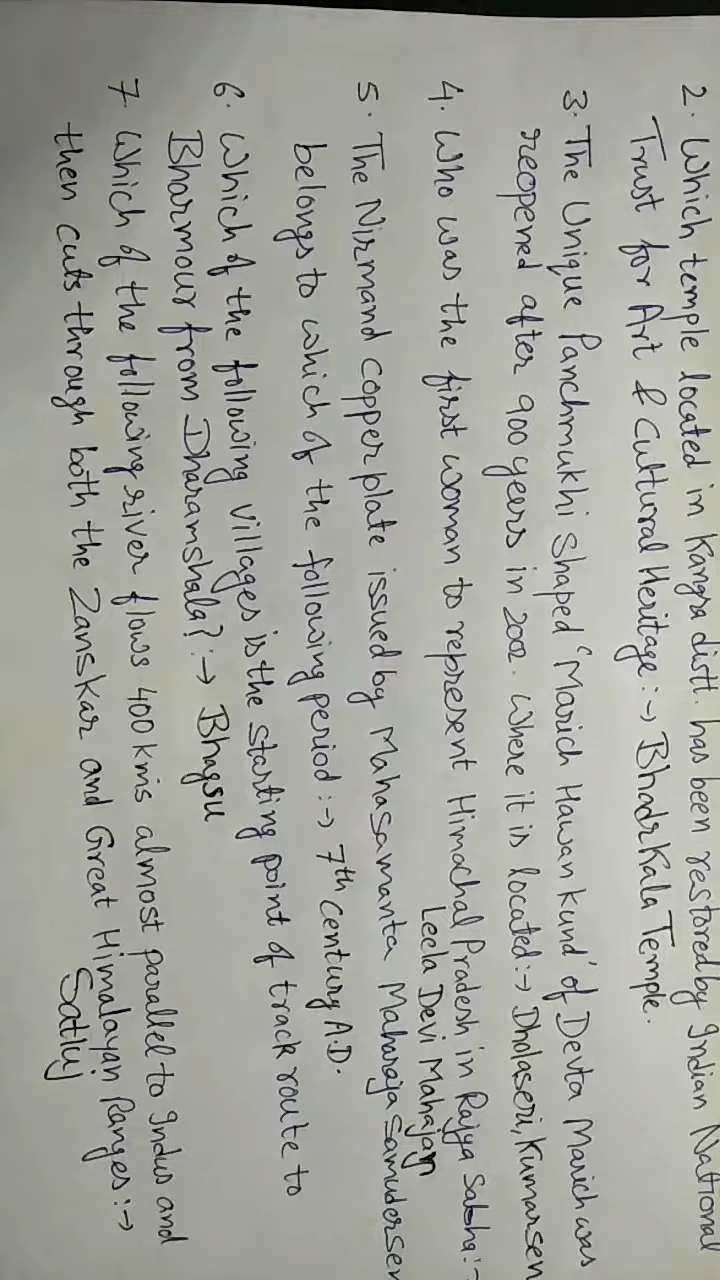 2. Which temple located in Kangra distt. has been restored by Indian National
Trust for Art & Cultural Heritage :→ BhadrKala Temple.
3. The Unique Panchmukhi Shaped 'Marich Hawan Kund' of Devta Marich was
reopened after 900 years in 2002. Where it is located :→ Dholaseri, Kumarsen
4. Who was the first woman to represent Himachal Pradesh in Rajya Sabha :-
Leela Devi Mahajan
5. The Nirmand copper plate issued by Mahasamanta Maharaja Samudersen
belongs to which of the following period :→ 7th century A.D.
6. Which of the following villages is the starting point of track route to
Bharmour from Dharamshala? :→ Bhagsu
7. Which of the following river flows 400 kms almost parallel to Indus and
then cuts through both the Zanskar and Great Himalayan Ranges :→
Satluj